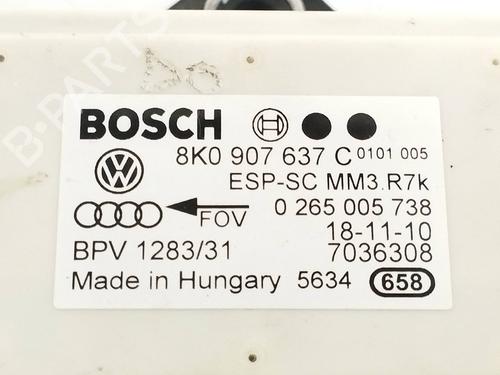 BOSCH
8K0 907 637 C 0101 005
ESP-SC MM3.R7k
FOV 0 265 005 738
18-11-10
BPV 1283/31 7036308
Made in Hungary 5634 658
B-PARTS